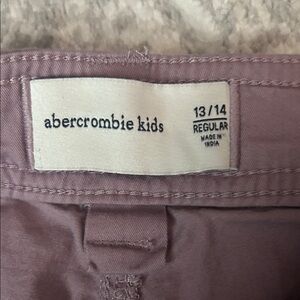 abercrombie kids
13/14
REGULAR
MADE IN
INDIA